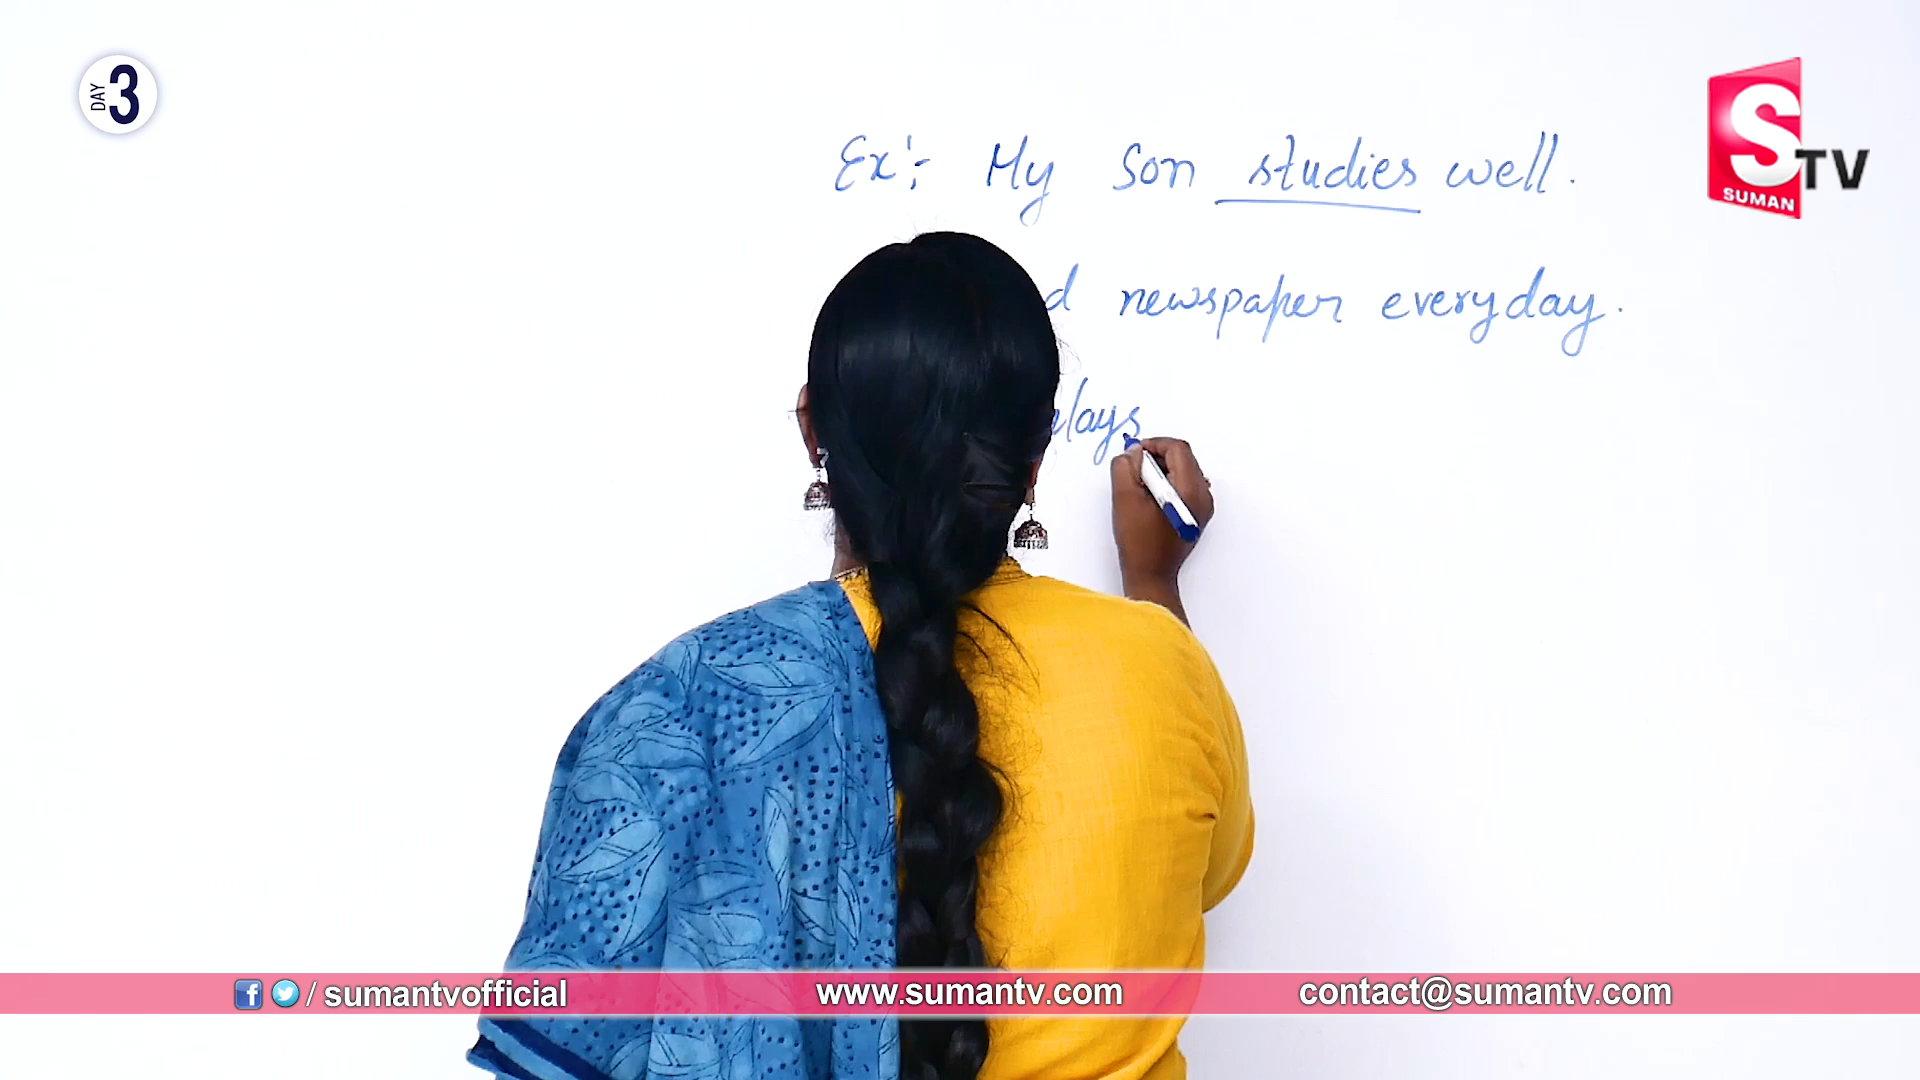 DAY 3
S TV
SUMAN
Ex:- My Son studies well.
newspaper everyday.
/ sumantvofficial
www.sumantv.com
contact@sumantv.com